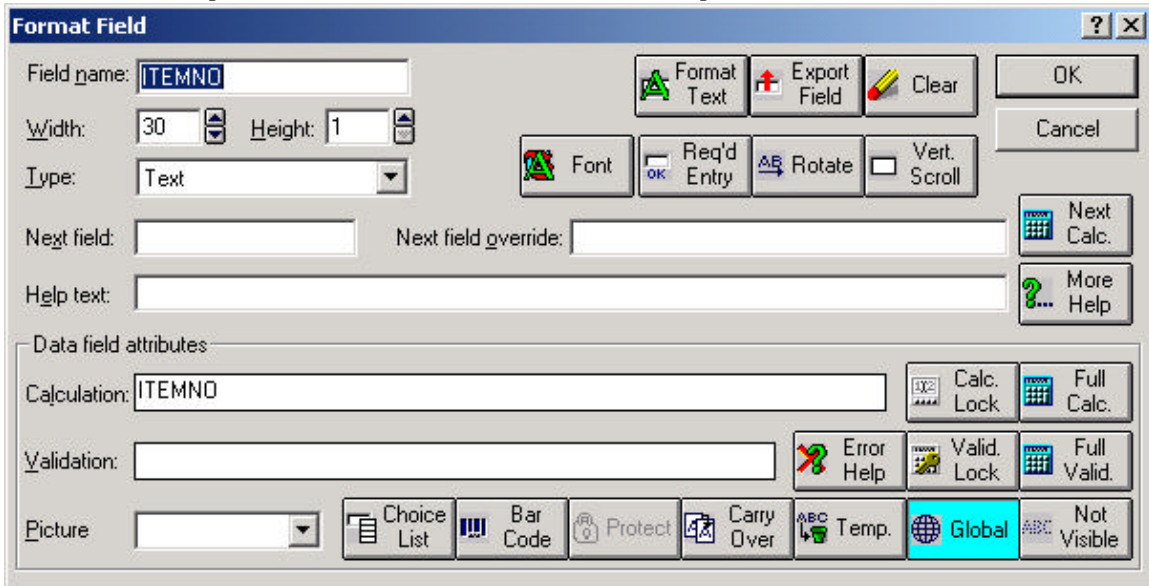 Format Field
Field name: ITEMNO
Format Text
Export Field
Clear
OK
Width: 30 Height: 1
Cancel
Type: Text
Font
Req'd Entry
Rotate
Vert. Scroll
Next field:
Next field override:
Next Calc.
Help text:
More Help
Data field attributes
Calculation: ITEMNO
Calc. Lock
Full Calc.
Validation:
Error Help
Valid. Lock
Full Valid.
Picture
Choice List
Bar Code
Protect
Carry Over
Temp.
Global
Not Visible